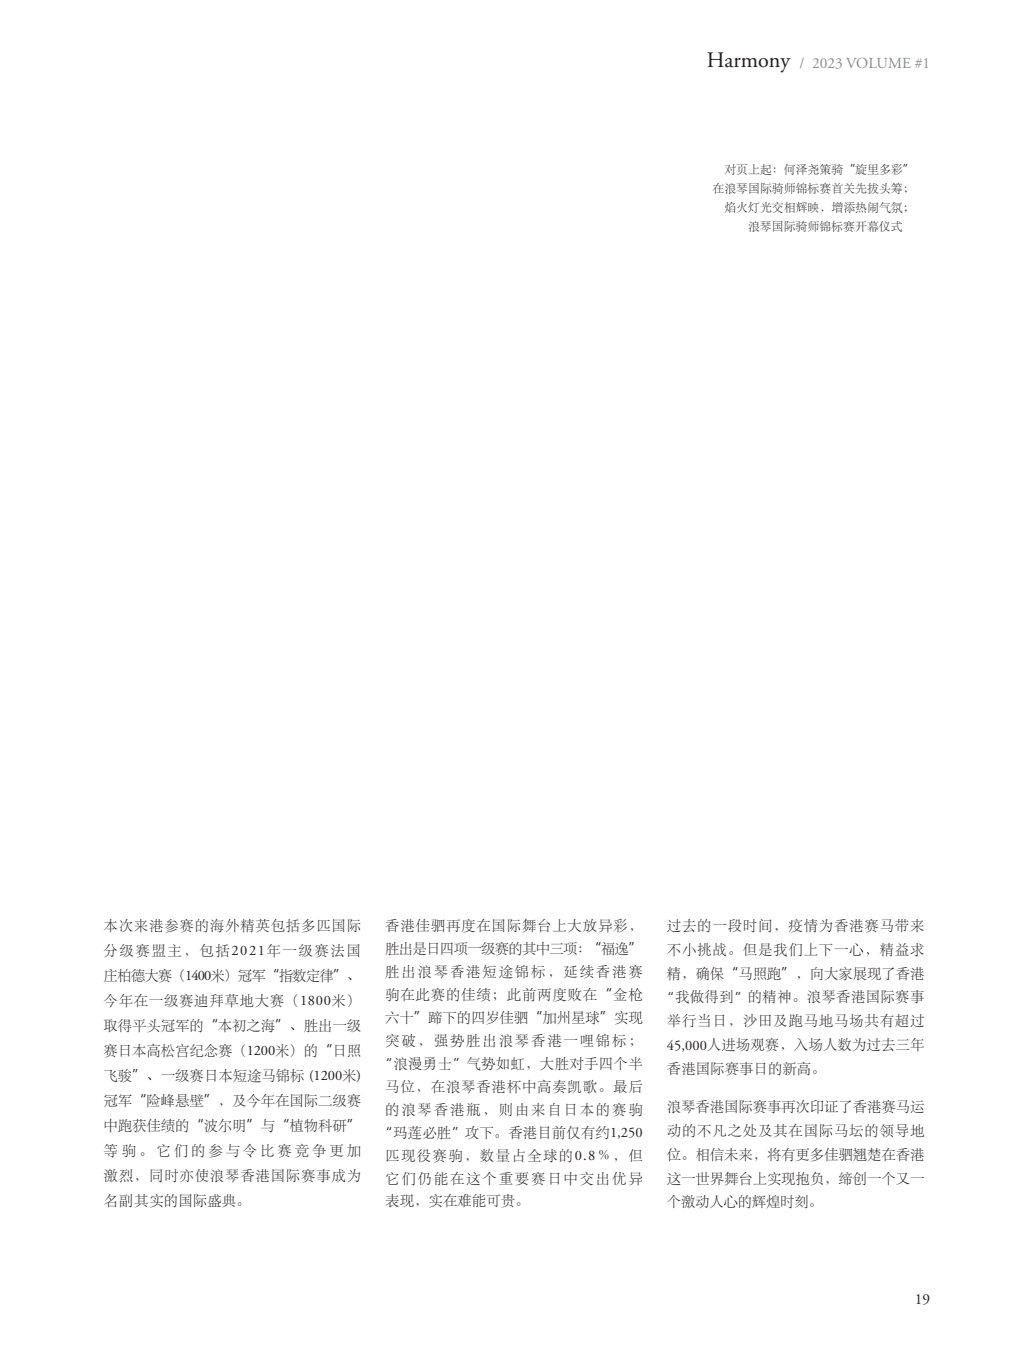 Harmony / 2023 VOLUME #1
对页上起：何泽尧策骑“旋里多彩”
在浪琴国际骑师锦标赛首关先拔头筹；
焰火灯光交相辉映，增添热闹气氛；
浪琴国际骑师锦标赛开幕仪式
本次来港参赛的海外精英包括多匹国际
分级赛盟主，包括2021年一级赛法国
庄柏德大赛（1400米）冠军“指数定律”、
今年在一级赛迪拜草地大赛（1800米）
取得平头冠军的“本初之海”、胜出一级
赛日本高松宫纪念赛（1200米）的“日照
飞骏”、一级赛日本短途马锦标 (1200米)
冠军“险峰悬壁”，及今年在国际二级赛
中跑获佳绩的“波尔明”与“植物科研”
等驹。它们的参与令比赛竞争更加
激烈，同时亦使浪琴香港国际赛事成为
名副其实的国际盛典。
香港佳驷再度在国际舞台上大放异彩，
胜出是日四项一级赛的其中三项：“福逸”
胜出浪琴香港短途锦标，延续香港赛
驹在此赛的佳绩；此前两度败在“金枪
六十”蹄下的四岁佳驷“加州星球”实现
突破，强势胜出浪琴香港一哩锦标；
“浪漫勇士“气势如虹，大胜对手四个半
马位，在浪琴香港杯中高奏凯歌。最后
的浪琴香港瓶，则由来自日本的赛驹
“玛莲必胜”攻下。香港目前仅有约1,250
匹现役赛驹，数量占全球的0.8％，但
它们仍能在这个重要赛日中交出优异
表现，实在难能可贵。
过去的一段时间，疫情为香港赛马带来
不小挑战。但是我们上下一心，精益求
精，确保“马照跑”，向大家展现了香港
“我做得到”的精神。浪琴香港国际赛事
举行当日，沙田及跑马地马场共有超过
45,000人进场观赛，入场人数为过去三年
香港国际赛事日的新高。
浪琴香港国际赛事再次印证了香港赛马运
动的不凡之处及其在国际马坛的领导地
位。相信未来，将有更多佳驷翘楚在香港
这一世界舞台上实现抱负，缔创一个又一
个激动人心的辉煌时刻。
19